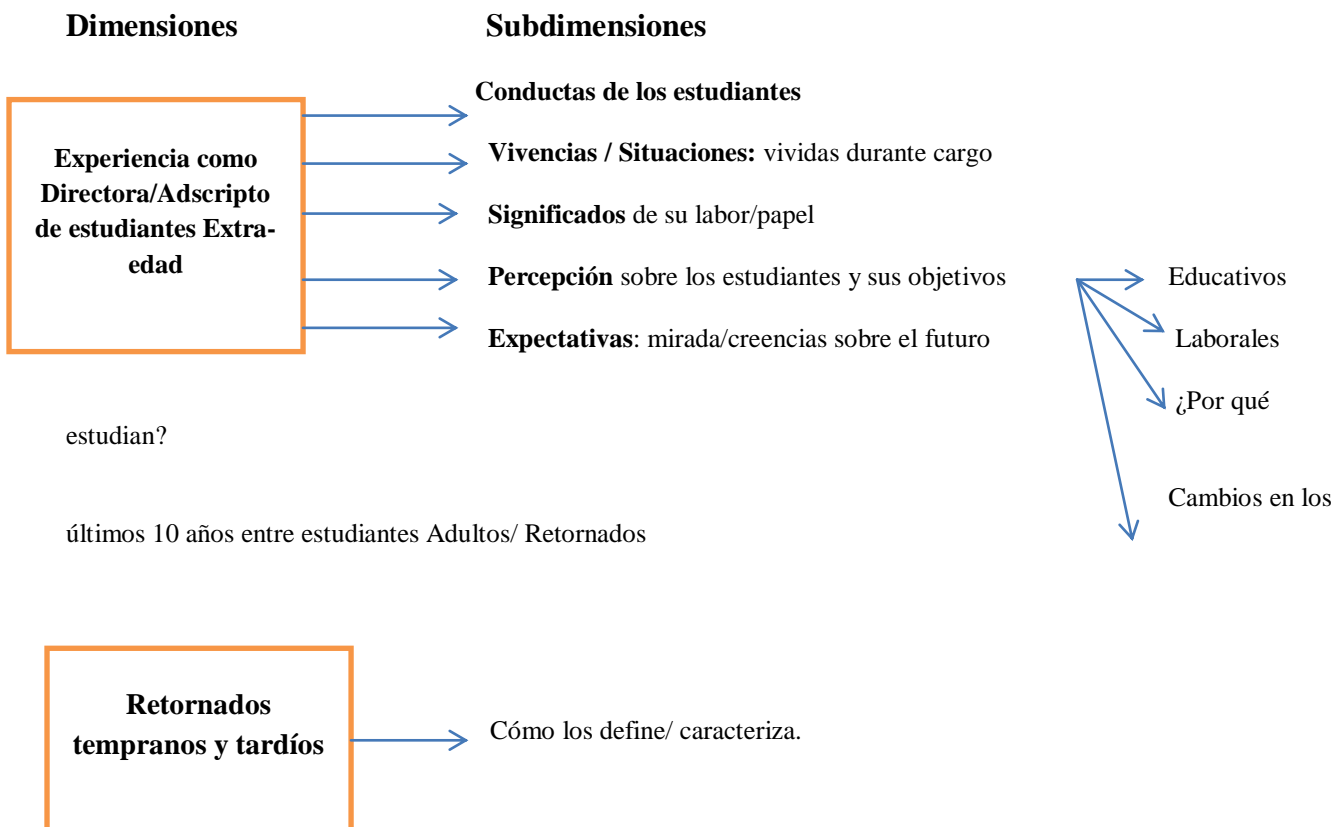 Dimensiones Subdimensiones
Conductas de los estudiantes
Experiencia como
Directora/Adscripto
de estudiantes Extra-
edad
Vivencias / Situaciones: vividas durante cargo
Significados de su labor/papel
Percepción sobre los estudiantes y sus objetivos
Expectativas: mirada/creencias sobre el futuro
Educativos
Laborales
¿Por qué
estudian?
Cambios en los
últimos 10 años entre estudiantes Adultos/ Retornados
Retornados
tempranos y tardíos
Cómo los define/ caracteriza.